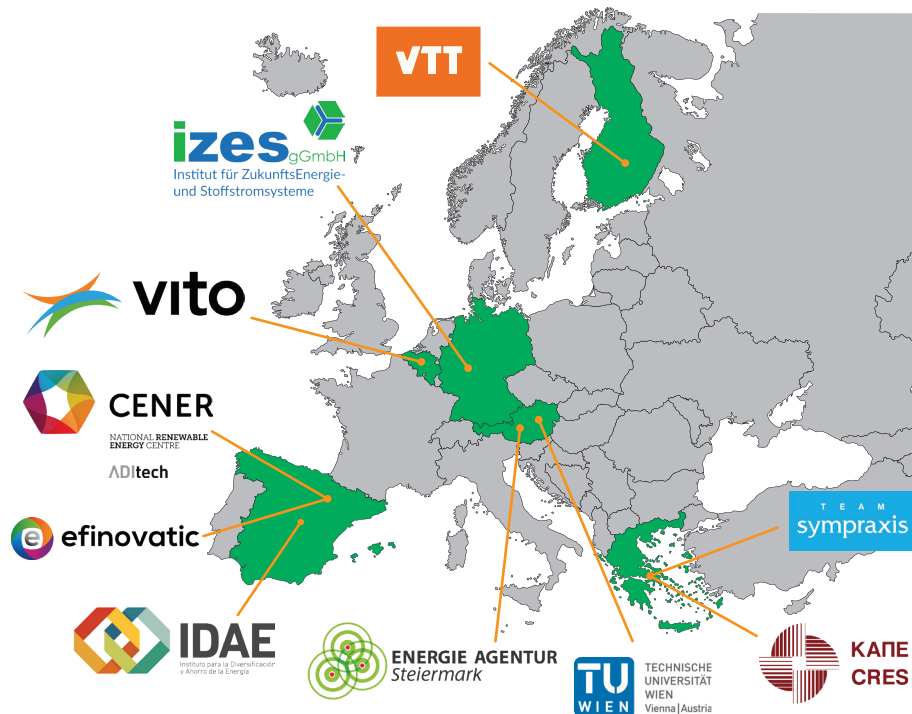 VTT
izes gGmbH
Institut für ZukunftsEnergie-
und Stoffstromsysteme
vito
CENER
NATIONAL RENEWABLE
ENERGY CENTRE
ADItech
e efinovatic
TEAM
sympraxis
IDAE
Instituto para la Diversificación
y Ahorro de la Energía
ENERGIE AGENTUR
Steiermark
TU
WIEN
TECHNISCHE
UNIVERSITÄT
WIEN
Vienna|Austria
ΚΑΠΕ
CRES